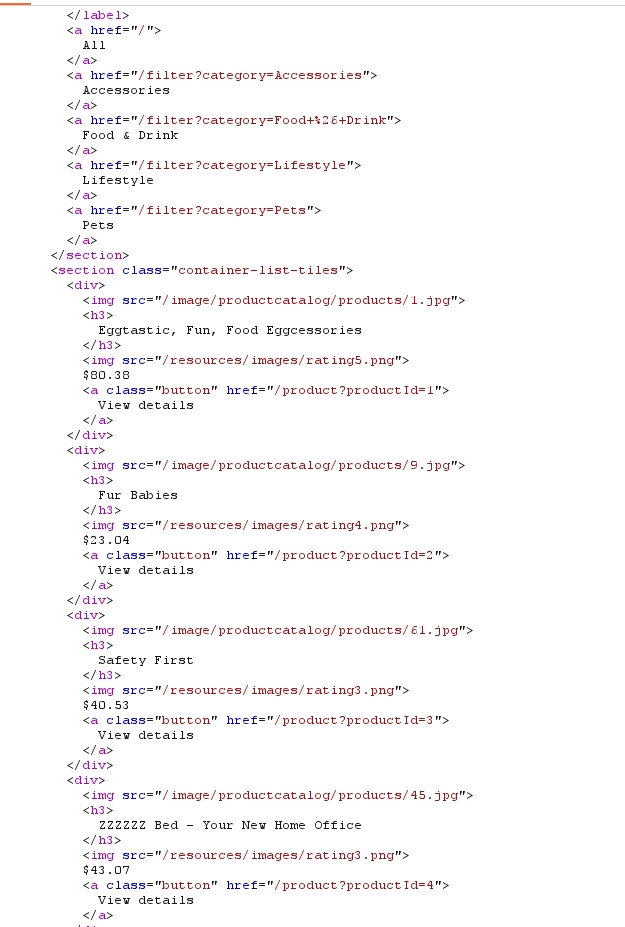 </label>
<a href="/">
All
</a>
<a href="/filter?category=Accessories">
Accessories
</a>
<a href="/filter?category=Food+%26+Drink">
Food & Drink
</a>
<a href="/filter?category=Lifestyle">
Lifestyle
</a>
<a href="/filter?category=Pets">
Pets
</a>
</section>
<section class="container-list-tiles">
<div>
<img src="/image/productcatalog/products/1.jpg">
<h3>
Eggtastic, Fun, Food Eggcessories
</h3>
<img src="/resources/images/rating5.png">
$80.38
<a class="button" href="/product?productId=1">
View details
</a>
</div>
<div>
<img src="/image/productcatalog/products/9.jpg">
<h3>
Fur Babies
</h3>
<img src="/resources/images/rating4.png">
$23.04
<a class="button" href="/product?productId=2">
View details
</a>
</div>
<div>
<img src="/image/productcatalog/products/61.jpg">
<h3>
Safety First
</h3>
<img src="/resources/images/rating3.png">
$40.53
<a class="button" href="/product?productId=3">
View details
</a>
</div>
<div>
<img src="/image/productcatalog/products/45.jpg">
<h3>
ZZZZZZ Bed - Your New Home Office
</h3>
<img src="/resources/images/rating3.png">
$43.07
<a class="button" href="/product?productId=4">
View details
</a>